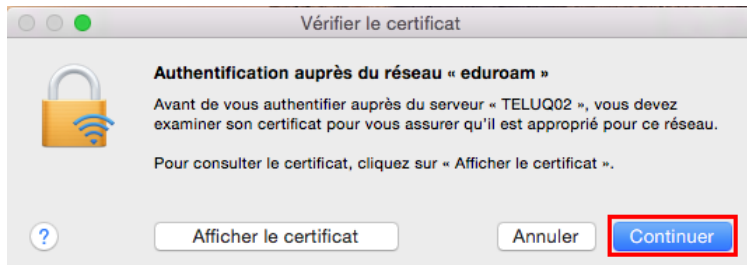 Vérifier le certificat
Authentification auprès du réseau « eduroam »
Avant de vous authentifier auprès du serveur « TELUQ02 », vous devez
examiner son certificat pour vous assurer qu'il est approprié pour ce réseau.
Pour consulter le certificat, cliquez sur « Afficher le certificat ».
? Afficher le certificat Annuler Continuer